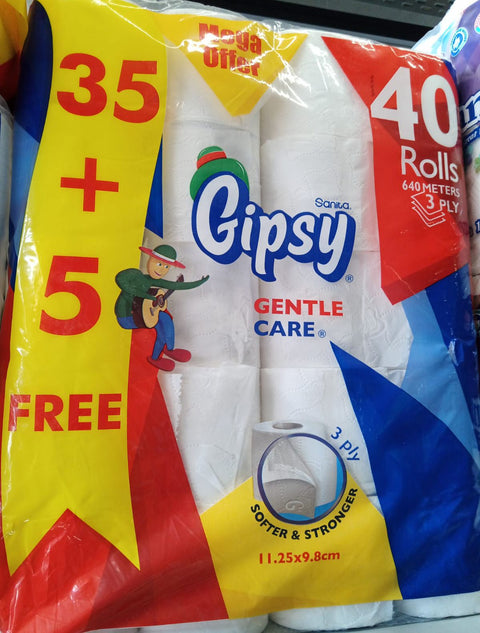 Mega
Offer
35
+
5
FREE
40
Rolls
640 METERS
3 PLY
Sanita
Gipsy®
GENTLE
CARE®
3 ply
SOFTER & STRONGER
11.25x9.8cm